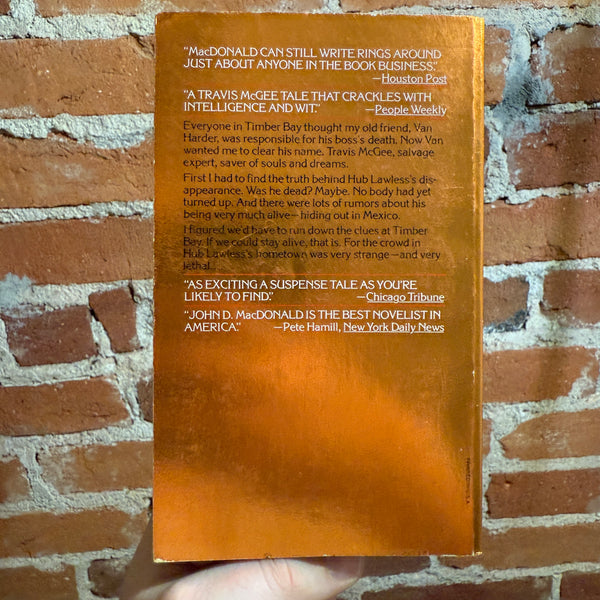 "MacDONALD CAN STILL WRITE RINGS AROUND
JUST ABOUT ANYONE IN THE BOOK BUSINESS."
—Houston Post
"A TRAVIS McGEE TALE THAT CRACKLES WITH
INTELLIGENCE AND WIT." —People Weekly
Everyone in Timber Bay thought my old friend, Van
Harder, was responsible for his boss's death. Now Van
wanted me to clear his name. Travis McGee, salvage
expert, saver of souls and dreams.
First I had to find the truth behind Hub Lawless's dis-
appearance. Was he dead? Maybe. No body had yet
turned up. And there were lots of rumors about his
being very much alive—hiding out in Mexico.
I figured we'd have to run down the clues at Timber
Bay. If we could stay alive, that is. For the crowd in
Hub Lawless's hometown was very strange—and very
lethal...
"AS EXCITING A SUSPENSE TALE AS YOU'RE
LIKELY TO FIND." —Chicago Tribune
"JOHN D. MacDONALD IS THE BEST NOVELIST IN
AMERICA." —Pete Hamill, New York Daily News